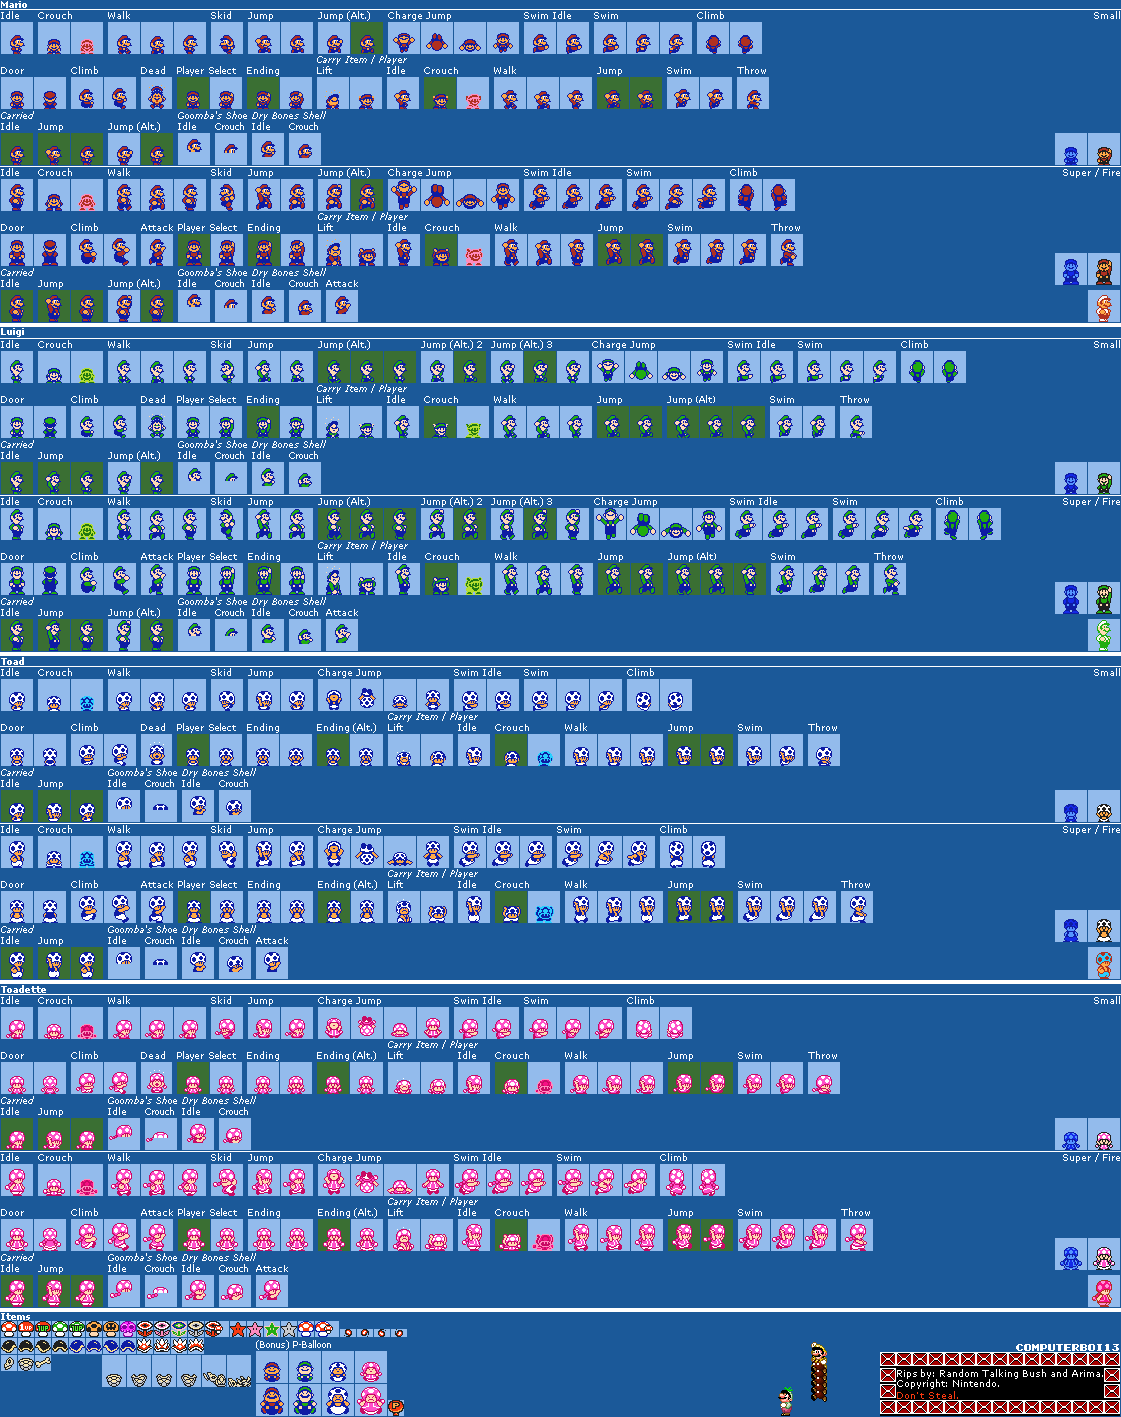 Mario
Idle Crouch Walk Skid Jump Jump (Alt.) Charge Jump Swim Idle Swim Climb Small
Carry Item / Player
Door Climb Dead Player Select Ending Lift Idle Crouch Walk Jump Swim Throw
Carried Goomba's Shoe Dry Bones Shell
Idle Jump Jump (Alt.) Idle Crouch Idle Crouch
Idle Crouch Walk Skid Jump Jump (Alt.) Charge Jump Swim Idle Swim Climb Super / Fire
Carry Item / Player
Door Climb Attack Player Select Ending Lift Idle Crouch Walk Jump Swim Throw
Carried Goomba's Shoe Dry Bones Shell
Idle Jump Jump (Alt.) Idle Crouch Idle Crouch Attack
Luigi
Idle Crouch Walk Skid Jump Jump (Alt.) Jump (Alt.) 2 Jump (Alt.) 3 Charge Jump Swim Idle Swim Climb Small
Carry Item / Player
Door Climb Dead Player Select Ending Lift Idle Crouch Walk Jump Jump (Alt) Swim Throw
Carried Goomba's Shoe Dry Bones Shell
Idle Jump Jump (Alt.) Idle Crouch Idle Crouch
Idle Crouch Walk Skid Jump Jump (Alt.) Jump (Alt.) 2 Jump (Alt.) 3 Charge Jump Swim Idle Swim Climb Super / Fire
Carry Item / Player
Door Climb Attack Player Select Ending Lift Idle Crouch Walk Jump Jump (Alt) Swim Throw
Carried Goomba's Shoe Dry Bones Shell
Idle Jump Jump (Alt.) Idle Crouch Idle Crouch Attack
Toad
Idle Crouch Walk Skid Jump Charge Jump Swim Idle Swim Climb Small
Carry Item / Player
Door Climb Dead Player Select Ending Ending (Alt.) Lift Idle Crouch Walk Jump Swim Throw
Carried Goomba's Shoe Dry Bones Shell
Idle Jump Idle Crouch Idle Crouch
Idle Crouch Walk Skid Jump Charge Jump Swim Idle Swim Climb Super / Fire
Carry Item / Player
Door Climb Attack Player Select Ending Ending (Alt.) Lift Idle Crouch Walk Jump Swim Throw
Carried Goomba's Shoe Dry Bones Shell
Idle Jump Idle Crouch Idle Crouch Attack
Toadette
Idle Crouch Walk Skid Jump Charge Jump Swim Idle Swim Climb Small
Carry Item / Player
Door Climb Dead Player Select Ending Ending (Alt.) Lift Idle Crouch Walk Jump Swim Throw
Carried Goomba's Shoe Dry Bones Shell
Idle Jump Idle Crouch Idle Crouch
Idle Crouch Walk Skid Jump Charge Jump Swim Idle Swim Climb Super / Fire
Carry Item / Player
Door Climb Attack Player Select Ending Ending (Alt.) Lift Idle Crouch Walk Jump Swim Throw
Carried Goomba's Shoe Dry Bones Shell
Idle Jump Idle Crouch Idle Crouch Attack
Items
1UP
(Bonus) P-Balloon
P
COMPUTERBOI13
Rips by: Random Talking Bush and Arima.
Copyright: Nintendo.
Don't Steal.